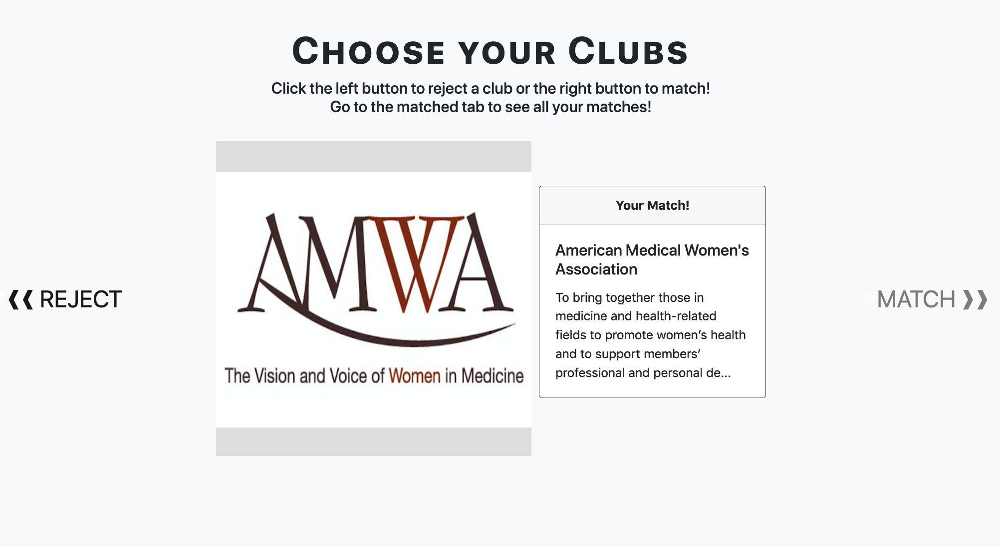 Choose your Clubs
Click the left button to reject a club or the right button to match!
Go to the matched tab to see all your matches!
❰❰ REJECT
AMWA
The Vision and Voice of Women in Medicine
Your Match!
American Medical Women's
Association
To bring together those in
medicine and health-related
fields to promote women’s health
and to support members’
professional and personal de...
MATCH ❱❱